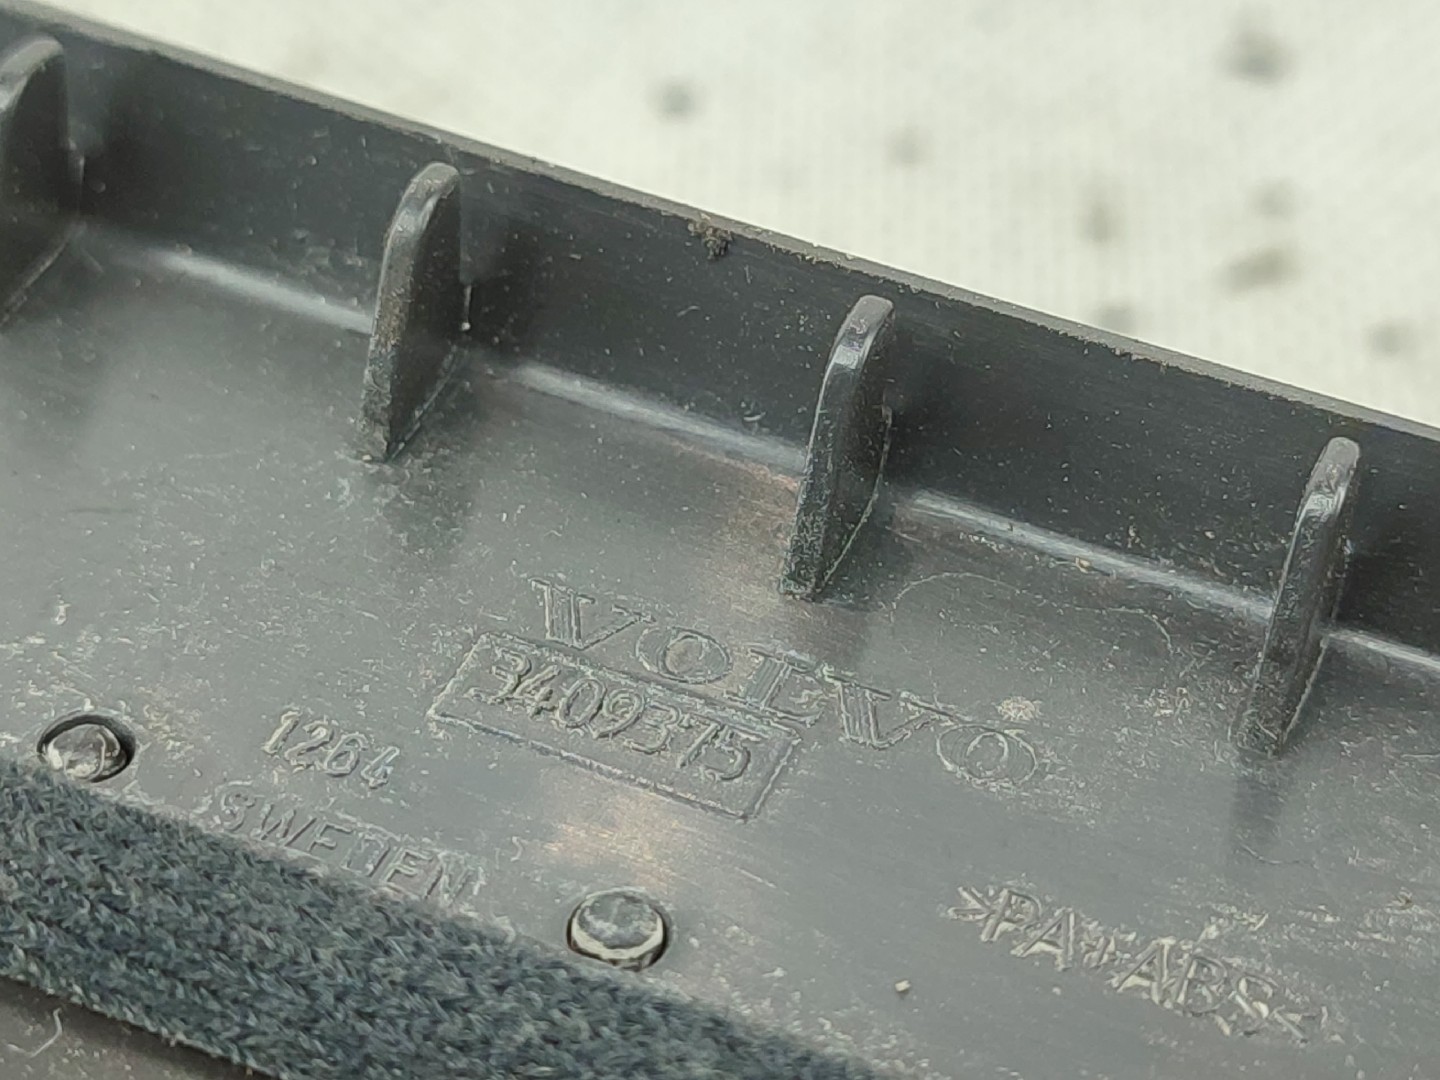 VOLVO
3409375
1264
SWEDEN
>PA+ABS<